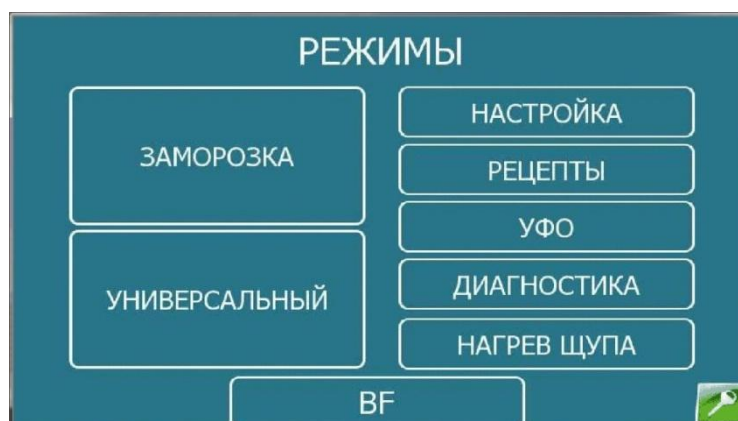 РЕЖИМЫ
ЗАМОРОЗКА
УНИВЕРСАЛЬНЫЙ
НАСТРОЙКА
РЕЦЕПТЫ
УФО
ДИАГНОСТИКА
НАГРЕВ ЩУПА
BF